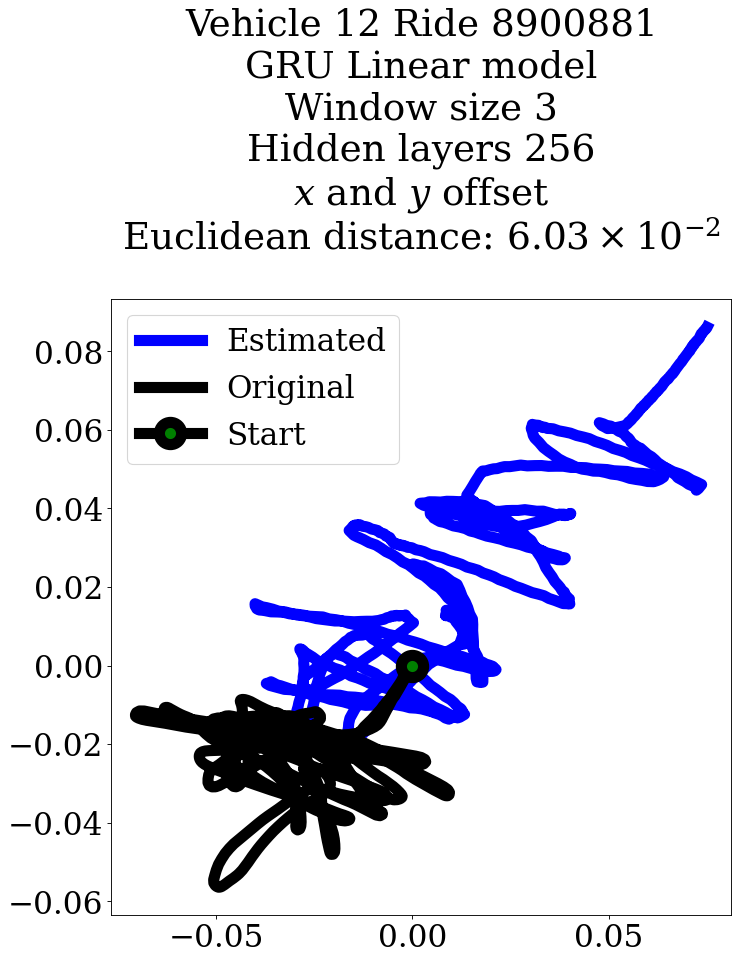 Vehicle 12 Ride 8900881
GRU Linear model
Window size 3
Hidden layers 256
x and y offset
Euclidean distance: 6.03 × 10⁻²
Estimated
Original
Start
0.08
0.06
0.04
0.02
0.00
−0.02
−0.04
−0.06
−0.05 0.00 0.05